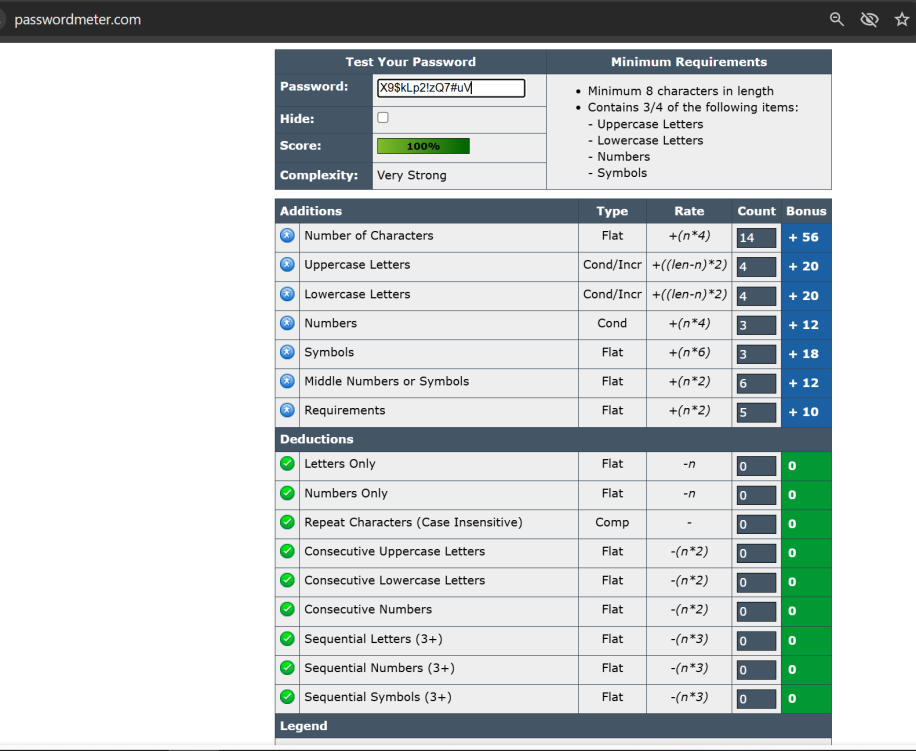 passwordmeter.com
Test Your Password
Minimum Requirements
Password: X9$kLp2!zQ7#uV
Hide:
Score: 100%
Complexity: Very Strong
• Minimum 8 characters in length
• Contains 3/4 of the following items:
- Uppercase Letters
- Lowercase Letters
- Numbers
- Symbols
Additions Type Rate Count Bonus
Number of Characters Flat +(n*4) 14 + 56
Uppercase Letters Cond/Incr +((len-n)*2) 4 + 20
Lowercase Letters Cond/Incr +((len-n)*2) 4 + 20
Numbers Cond +(n*4) 3 + 12
Symbols Flat +(n*6) 3 + 18
Middle Numbers or Symbols Flat +(n*2) 6 + 12
Requirements Flat +(n*2) 5 + 10
Deductions
Letters Only Flat -n 0 0
Numbers Only Flat -n 0 0
Repeat Characters (Case Insensitive) Comp - 0 0
Consecutive Uppercase Letters Flat -(n*2) 0 0
Consecutive Lowercase Letters Flat -(n*2) 0 0
Consecutive Numbers Flat -(n*2) 0 0
Sequential Letters (3+) Flat -(n*3) 0 0
Sequential Numbers (3+) Flat -(n*3) 0 0
Sequential Symbols (3+) Flat -(n*3) 0 0
Legend